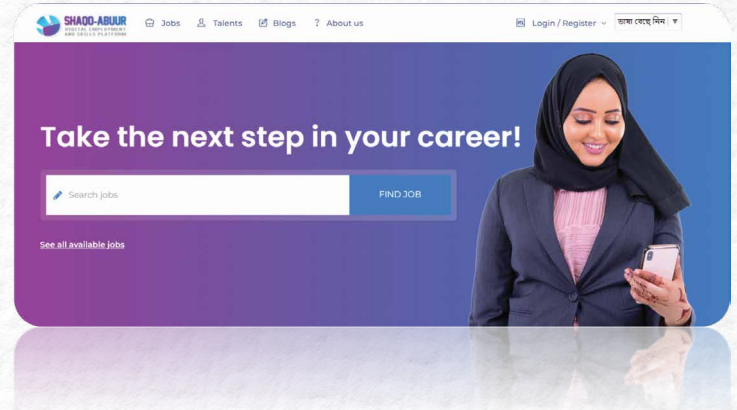 SHAQO-ABUUR
DIGITAL EMPLOYMENT
AND SKILLS PLATFORM
Jobs
Talents
Blogs
? About us
Login / Register
ভাষা বেছে নিন
Take the next step in your career!
Search jobs
FIND JOB
See all available jobs